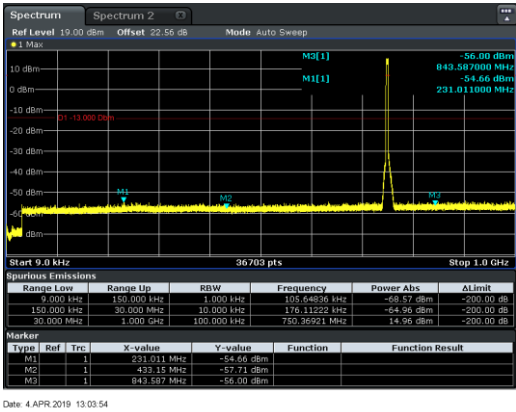 Spectrum Spectrum 2
Ref Level 19.00 dBm Offset 22.56 dB Mode Auto Sweep
1 Max
M3[1] -56.00 dBm
843.587000 MHz
M1[1] -54.66 dBm
231.011000 MHz
10 dBm
0 dBm
-10 dBm
D1 -13.000 Dbm
-20 dBm
-30 dBm
-40 dBm
-50 dBm
M1
M2
M3
-60 dBm
dBm
Start 9.0 kHz 36703 pts Stop 1.0 GHz
Spurious Emissions
Range Low Range Up RBW Frequency Power Abs ΔLimit
9.000 kHz 150.000 kHz 1.000 kHz 105.64836 kHz -68.57 dBm -200.00 dB
150.000 kHz 30.000 MHz 10.000 kHz 176.11222 kHz -64.96 dBm -200.00 dB
30.000 MHz 1.000 GHz 100.000 kHz 750.36921 MHz 14.96 dBm -200.00 dB
Marker
Type Ref Trc X-value Y-value Function Function Result
M1 1 231.011 MHz -54.66 dBm
M2 1 433.15 MHz -57.71 dBm
M3 1 843.587 MHz -56.00 dBm
Date: 4.APR.2019 13:03:54